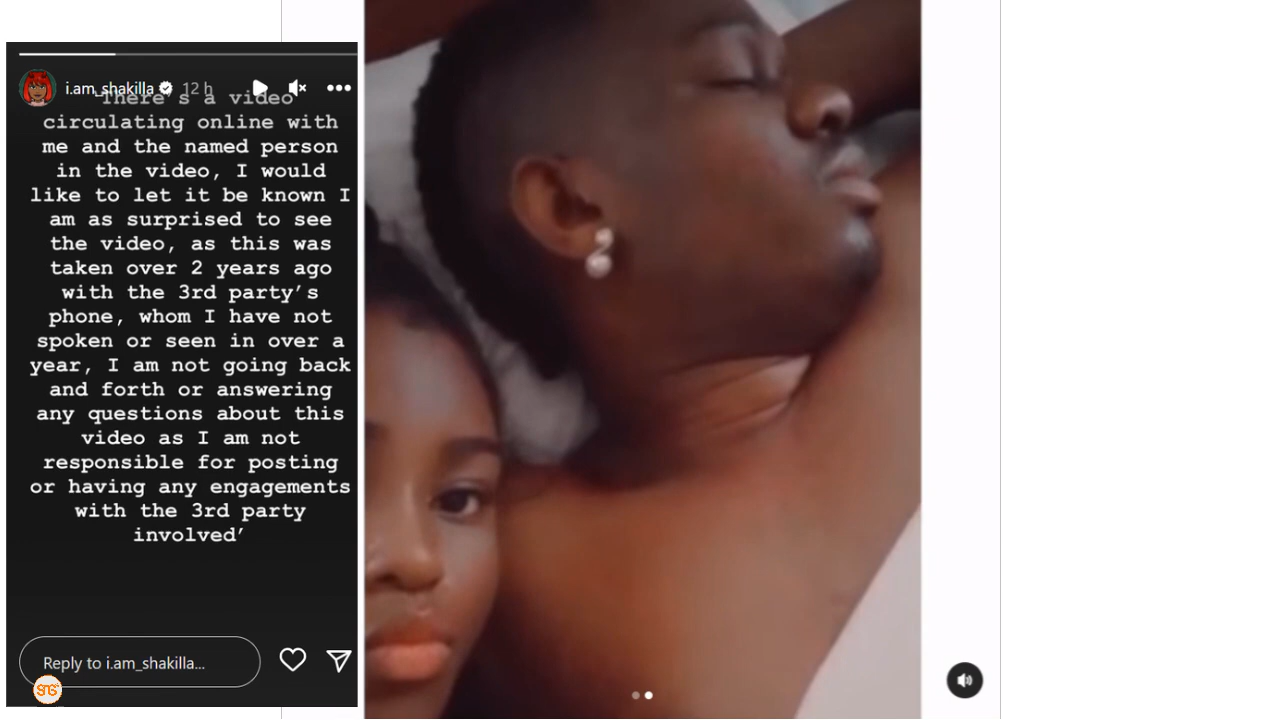 i.am_shakilla 12 h
"There's a video
circulating online with
me and the named person
in the video, I would
like to let it be known I
am as surprised to see
the video, as this was
taken over 2 years ago
with the 3rd party’s
phone, whom I have not
spoken or seen in over a
year, I am not going back
and forth or answering
any questions about this
video as I am not
responsible for posting
or having any engagements
with the 3rd party
involved’
Reply to i.am_shakilla...